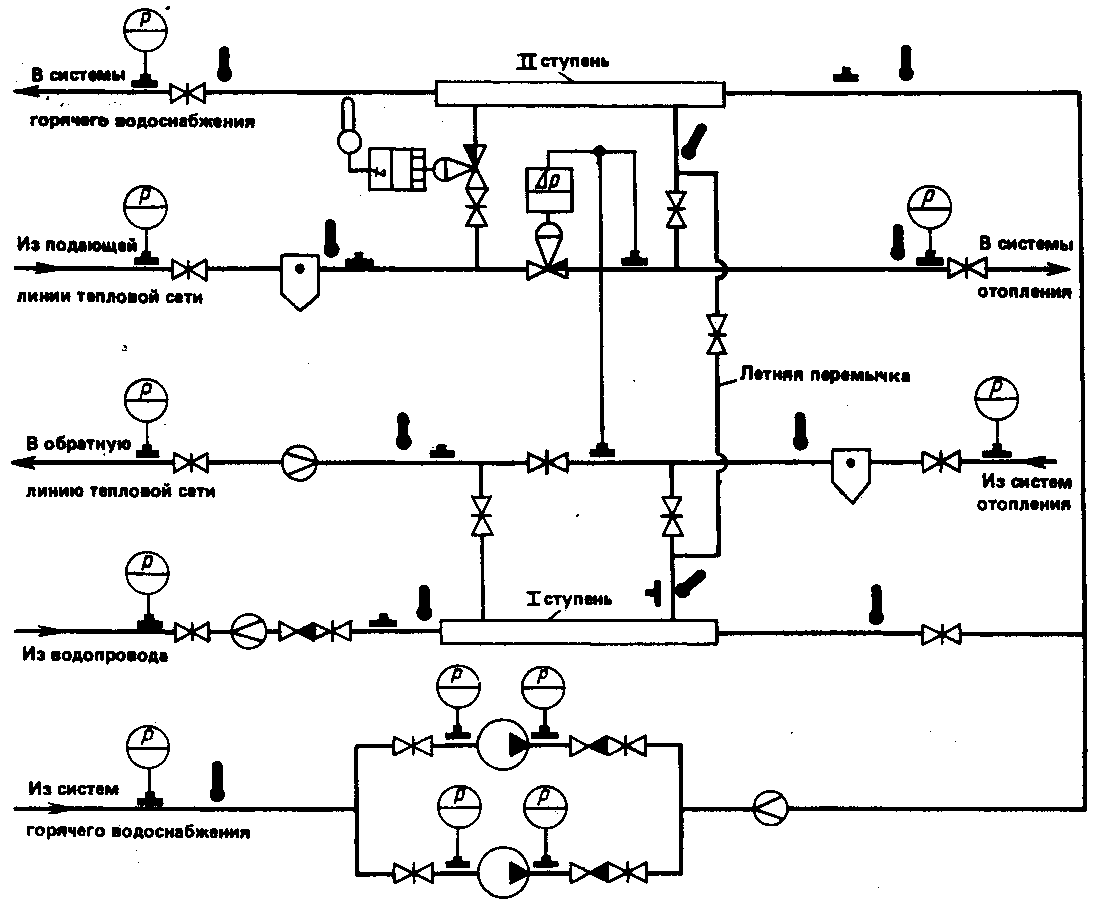 p
II ступень
В системы
горячего водоснабжения
Δp
p
p
Из подающей
линии тепловой сети
В системы
отопления
Летняя перемычка
p
p
В обратную
линию тепловой сети
Из систем
отопления
p
I ступень
Из водопровода
p
p
p
Из систем
горячего водоснабжения
p
p